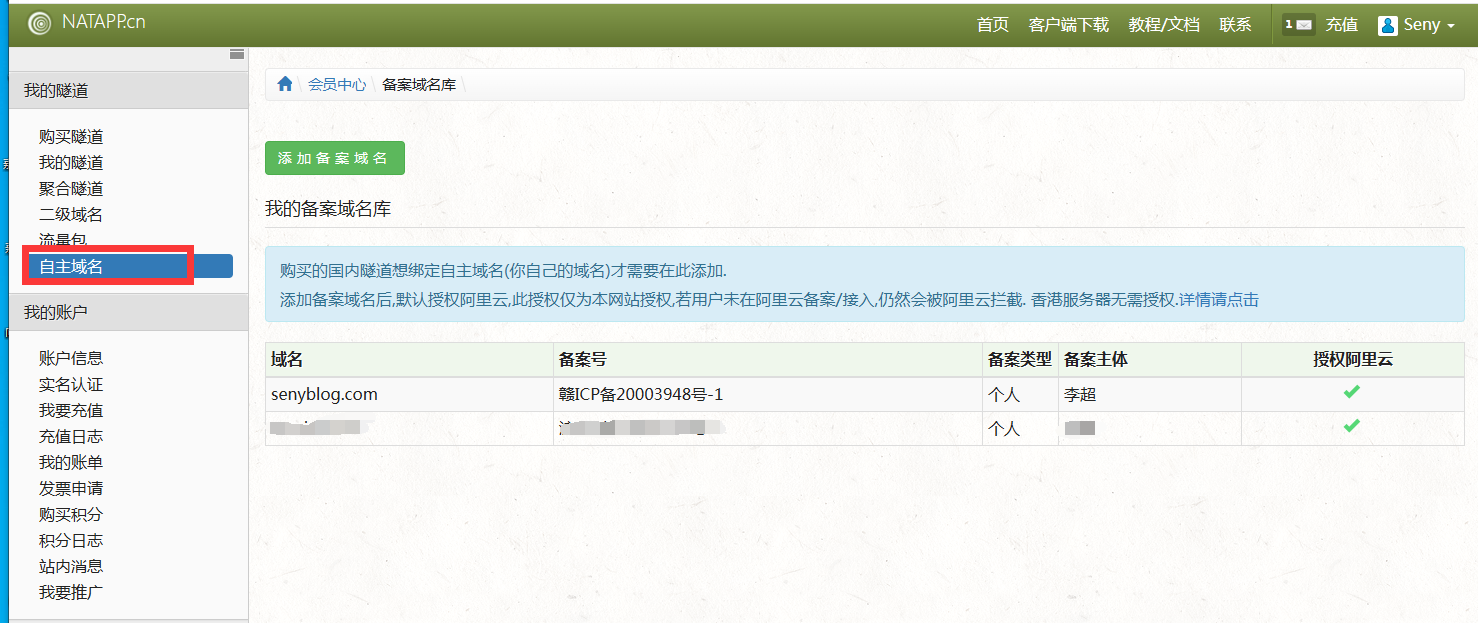 NATAPP.cn
首页 客户端下载 教程/文档 联系 1 充值 Seny
我的隧道
购买隧道
我的隧道
聚合隧道
二级域名
流量包
自主域名
我的账户
账户信息
实名认证
我要充值
充值日志
我的账单
发票申请
购买积分
积分日志
站内消息
我要推广
会员中心 备案域名库
添加备案域名
我的备案域名库
购买的国内隧道想绑定自主域名(你自己的域名)才需要在此添加.
添加备案域名后,默认授权阿里云,此授权仅为本网站授权,若用户未在阿里云备案/接入,仍然会被阿里云拦截. 香港服务器无需授权.详情请点击
域名 备案号 备案类型 备案主体 授权阿里云
senyblog.com 赣ICP备20003948号-1 个人 李超
个人